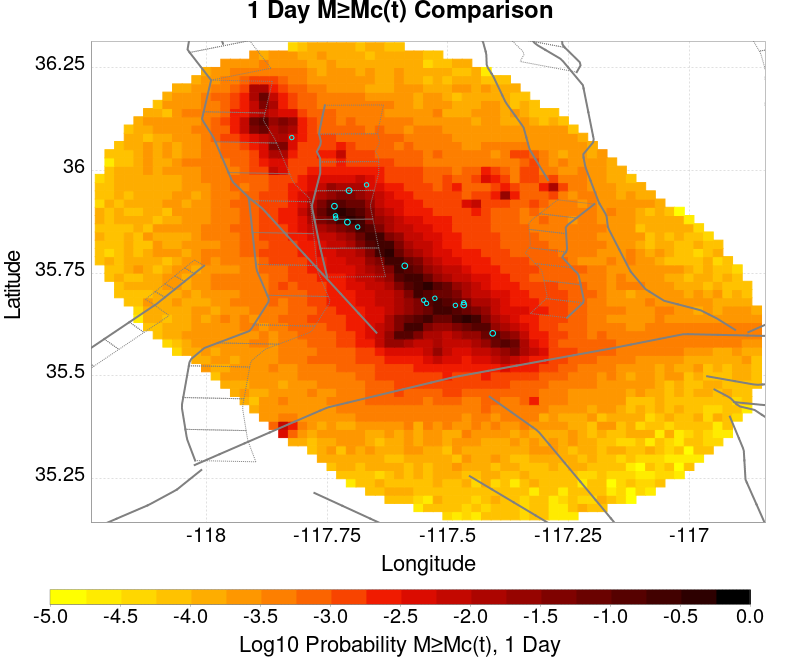 1 Day M≥Mc(t) Comparison
36.25
36
35.75
35.5
35.25
Latitude
-118
-117.75
-117.5
-117.25
-117
Longitude
-5.0 -4.5 -4.0 -3.5 -3.0 -2.5 -2.0 -1.5 -1.0 -0.5 0.0
Log10 Probability M≥Mc(t), 1 Day